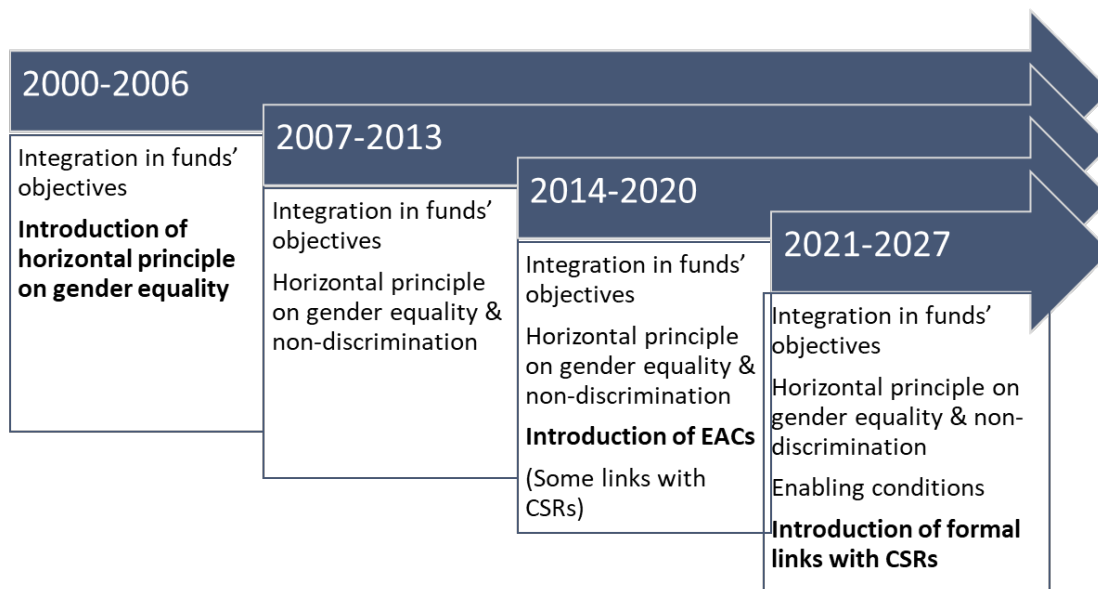 2000-2006
Integration in funds'
objectives
Introduction of
horizontal principle
on gender equality
2007-2013
Integration in funds'
objectives
Horizontal principle
on gender equality &
non-discrimination
2014-2020
Integration in funds'
objectives
Horizontal principle
on gender equality &
non-discrimination
Introduction of EACs
(Some links with
CSRs)
2021-2027
Integration in funds'
objectives
Horizontal principle on
gender equality & non-
discrimination
Enabling conditions
Introduction of formal
links with CSRs